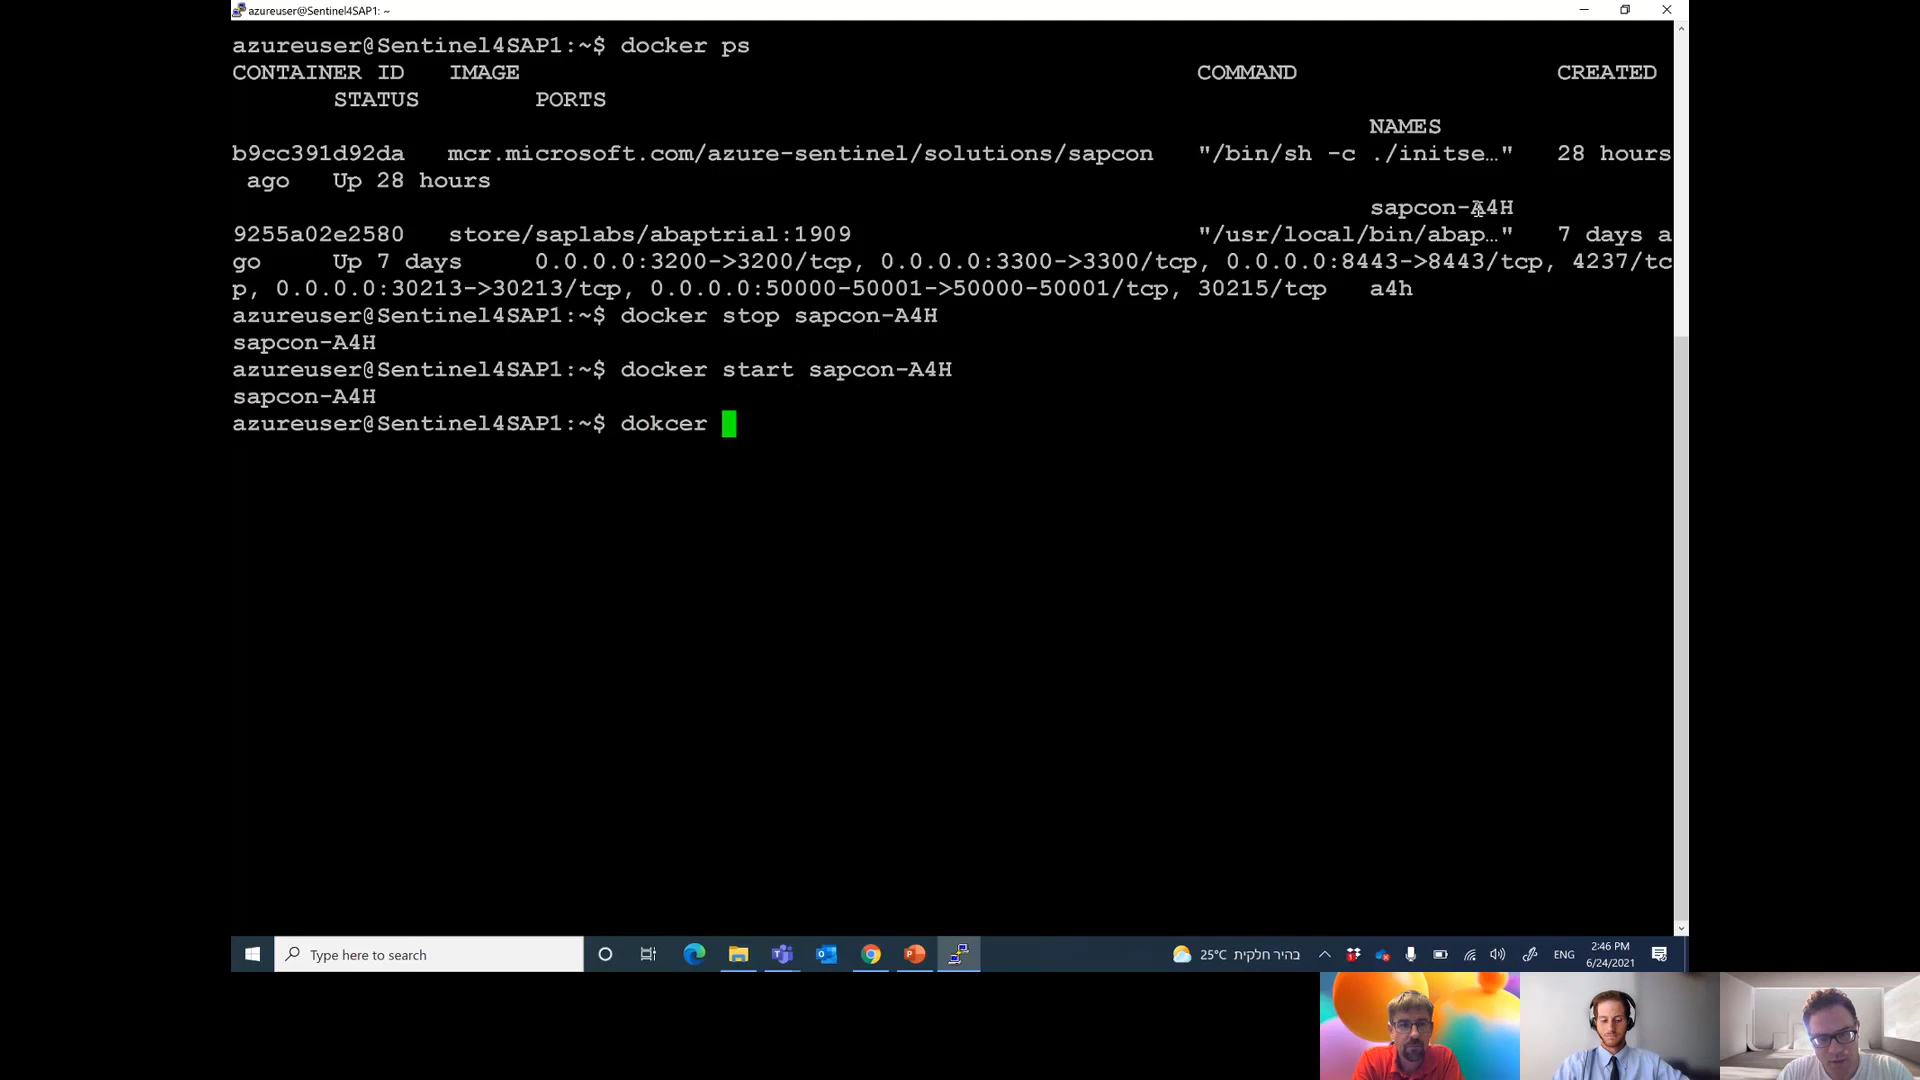 azureuser@Sentinel4SAP1: ~
azureuser@Sentinel4SAP1:~$ docker ps
CONTAINER ID   IMAGE   COMMAND   CREATED
STATUS   PORTS
NAMES
b9cc391d92da   mcr.microsoft.com/azure-sentinel/solutions/sapcon   "/bin/sh -c ./initse…"   28 hours
ago   Up 28 hours
sapcon-A4H
9255a02e2580   store/saplabs/abaptrial:1909   "/usr/local/bin/abap…"   7 days a
go   Up 7 days   0.0.0.0:3200->3200/tcp, 0.0.0.0:3300->3300/tcp, 0.0.0.0:8443->8443/tcp, 4237/tc
p, 0.0.0.0:30213->30213/tcp, 0.0.0.0:50000-50001->50000-50001/tcp, 30215/tcp   a4h
azureuser@Sentinel4SAP1:~$ docker stop sapcon-A4H
sapcon-A4H
azureuser@Sentinel4SAP1:~$ docker start sapcon-A4H
sapcon-A4H
azureuser@Sentinel4SAP1:~$ dokcer
Type here to search
25°C בהיר חלקית
ENG
2:46 PM
6/24/2021